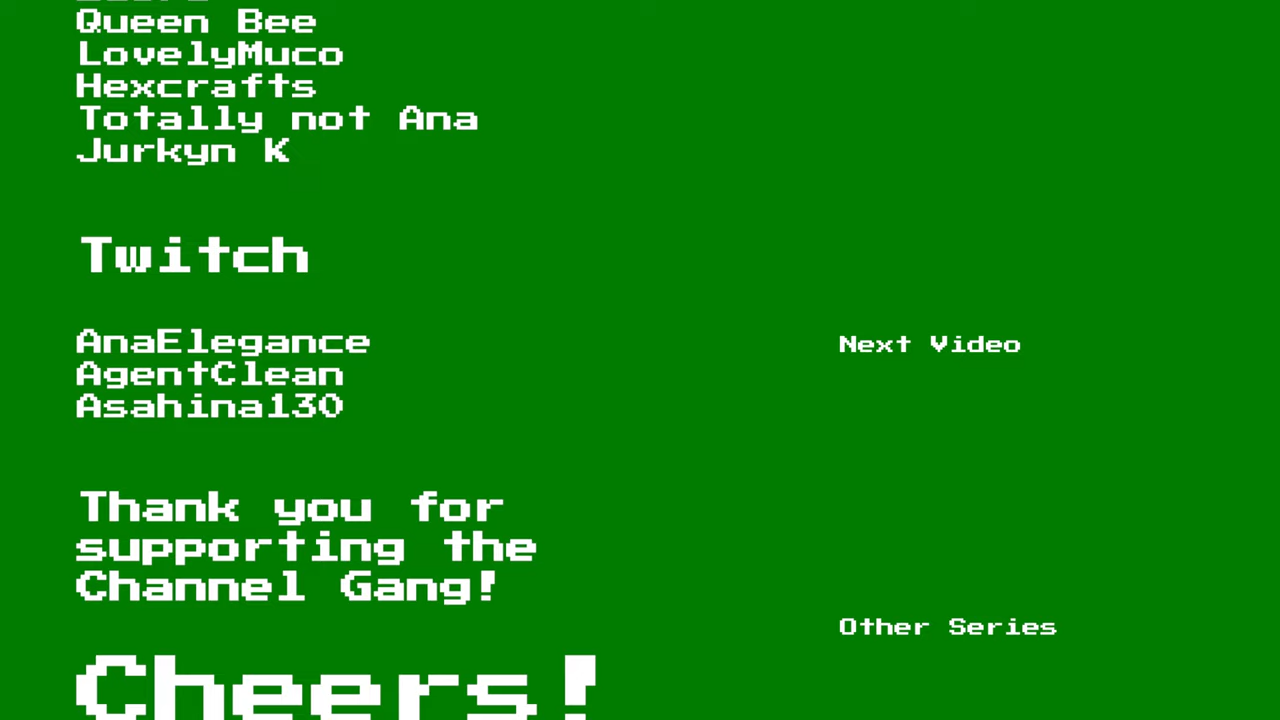 Queen Bee
LovelyMuco
Hexcrafts
Totally not Ana
Jurkyn K
Twitch
AnaElegance
AgentClean
Asahina130
Next Video
Thank you for
supporting the
Channel Gang!
Other Series
Cheers!